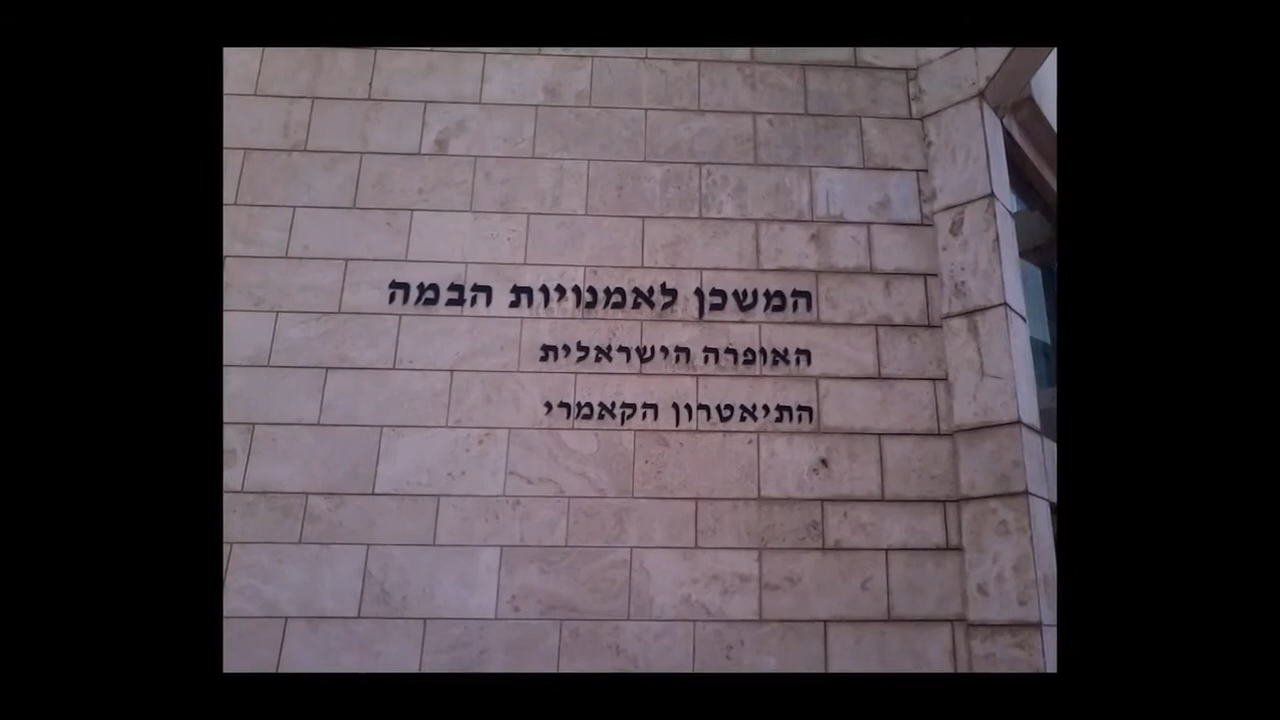 המשכן לאמנויות הבמה
האופרה הישראלית
התיאטרון הקאמרי